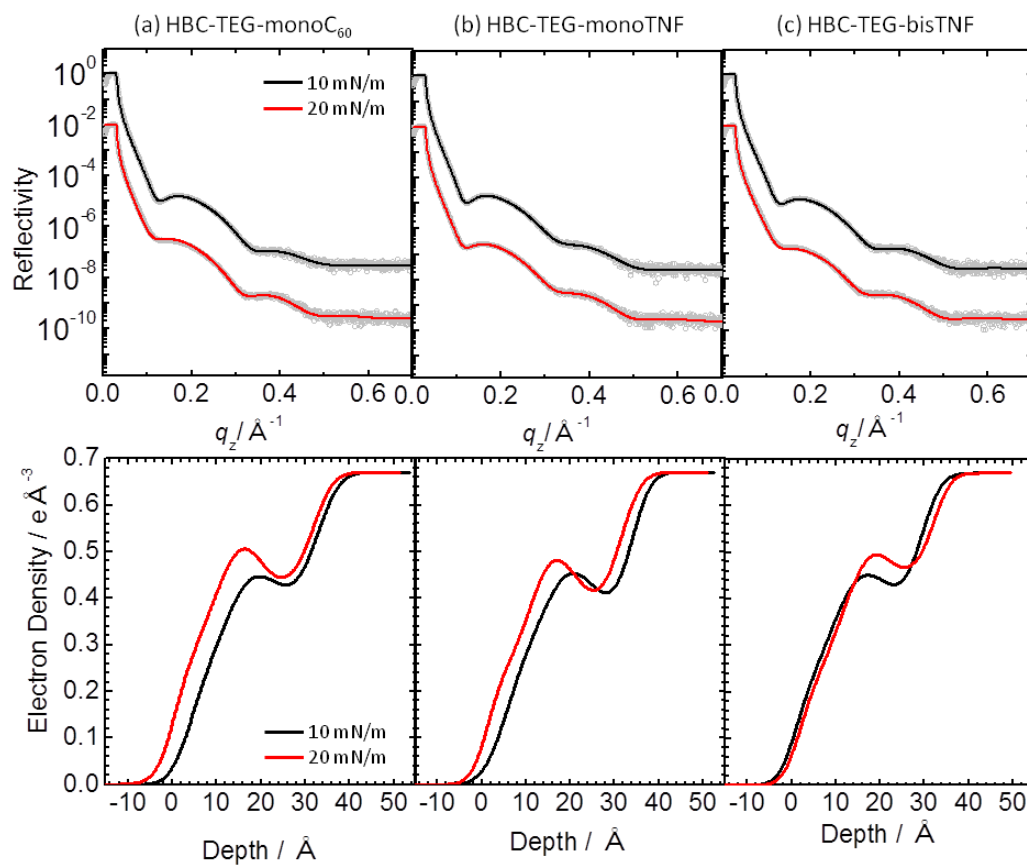 (a) HBC-TEG-monoC60 (b) HBC-TEG-monoTNF (c) HBC-TEG-bisTNF
10 mN/m
20 mN/m
Reflectivity
10^0
10^-2
10^-4
10^-6
10^-8
10^-10
0.0 0.2 0.4 0.6 0.0 0.2 0.4 0.6 0.0 0.2 0.4 0.6
q_z/ Å^-1 q_z/ Å^-1 q_z/ Å^-1
Electron Density / e Å^-3
0.7
0.6
0.5
0.4
0.3
0.2
0.1
0.0
10 mN/m
20 mN/m
-10 0 10 20 30 40 50 -10 0 10 20 30 40 50 -10 0 10 20 30 40 50
Depth / Å Depth / Å Depth / Å